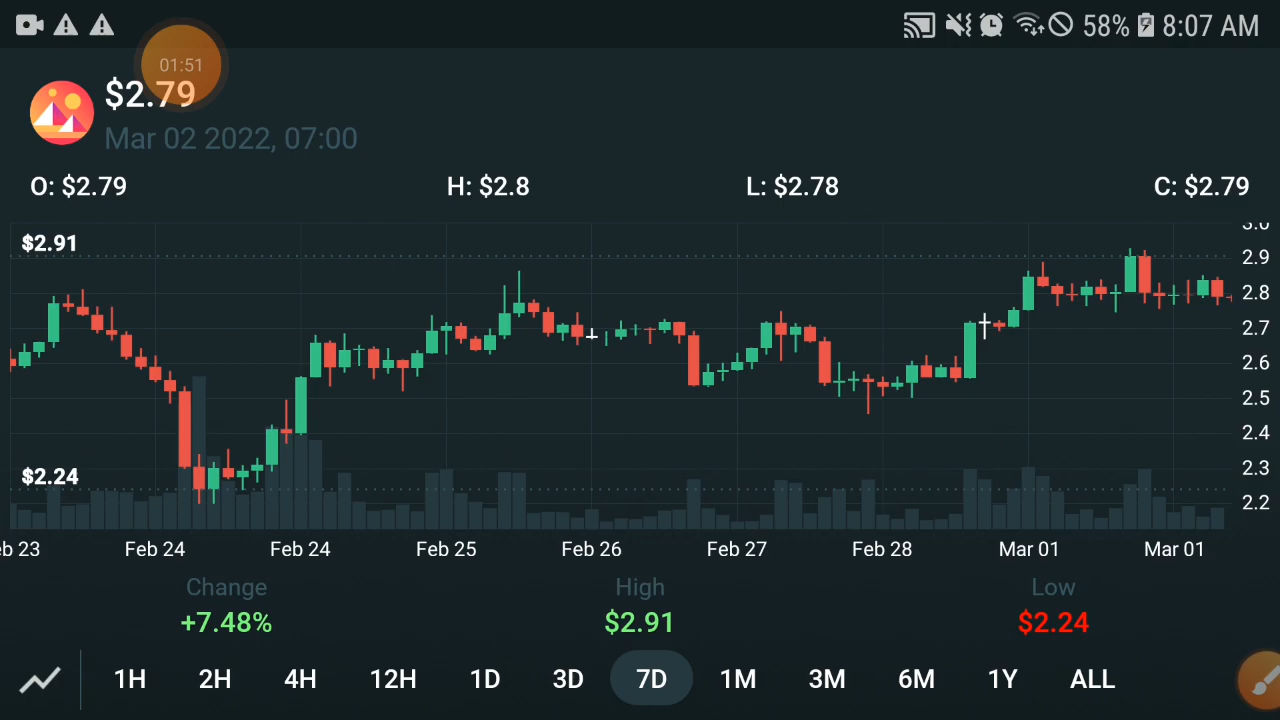 58% 8:07 AM
01:51
$2.79
Mar 02 2022, 07:00
O: $2.79 H: $2.8 L: $2.78 C: $2.79
3.0
$2.91
2.9
2.8
2.7
2.6
2.5
2.4
$2.24
2.3
2.2
eb 23 Feb 24 Feb 24 Feb 25 Feb 26 Feb 27 Feb 28 Mar 01 Mar 01
Change High Low
+7.48% $2.91 $2.24
1H 2H 4H 12H 1D 3D 7D 1M 3M 6M 1Y ALL